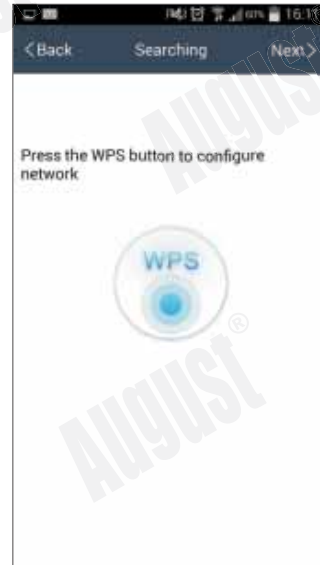 16:1
<Back Searching Next>
Press the WPS button to configure
network
WPS
August
August